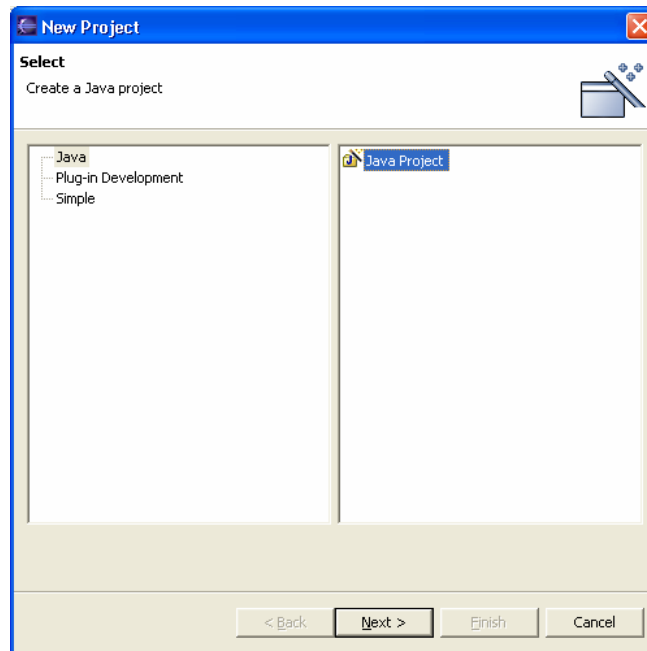 New Project
Select
Create a Java project
Java
Plug-in Development
Simple
Java Project
< Back
Next >
Finish
Cancel